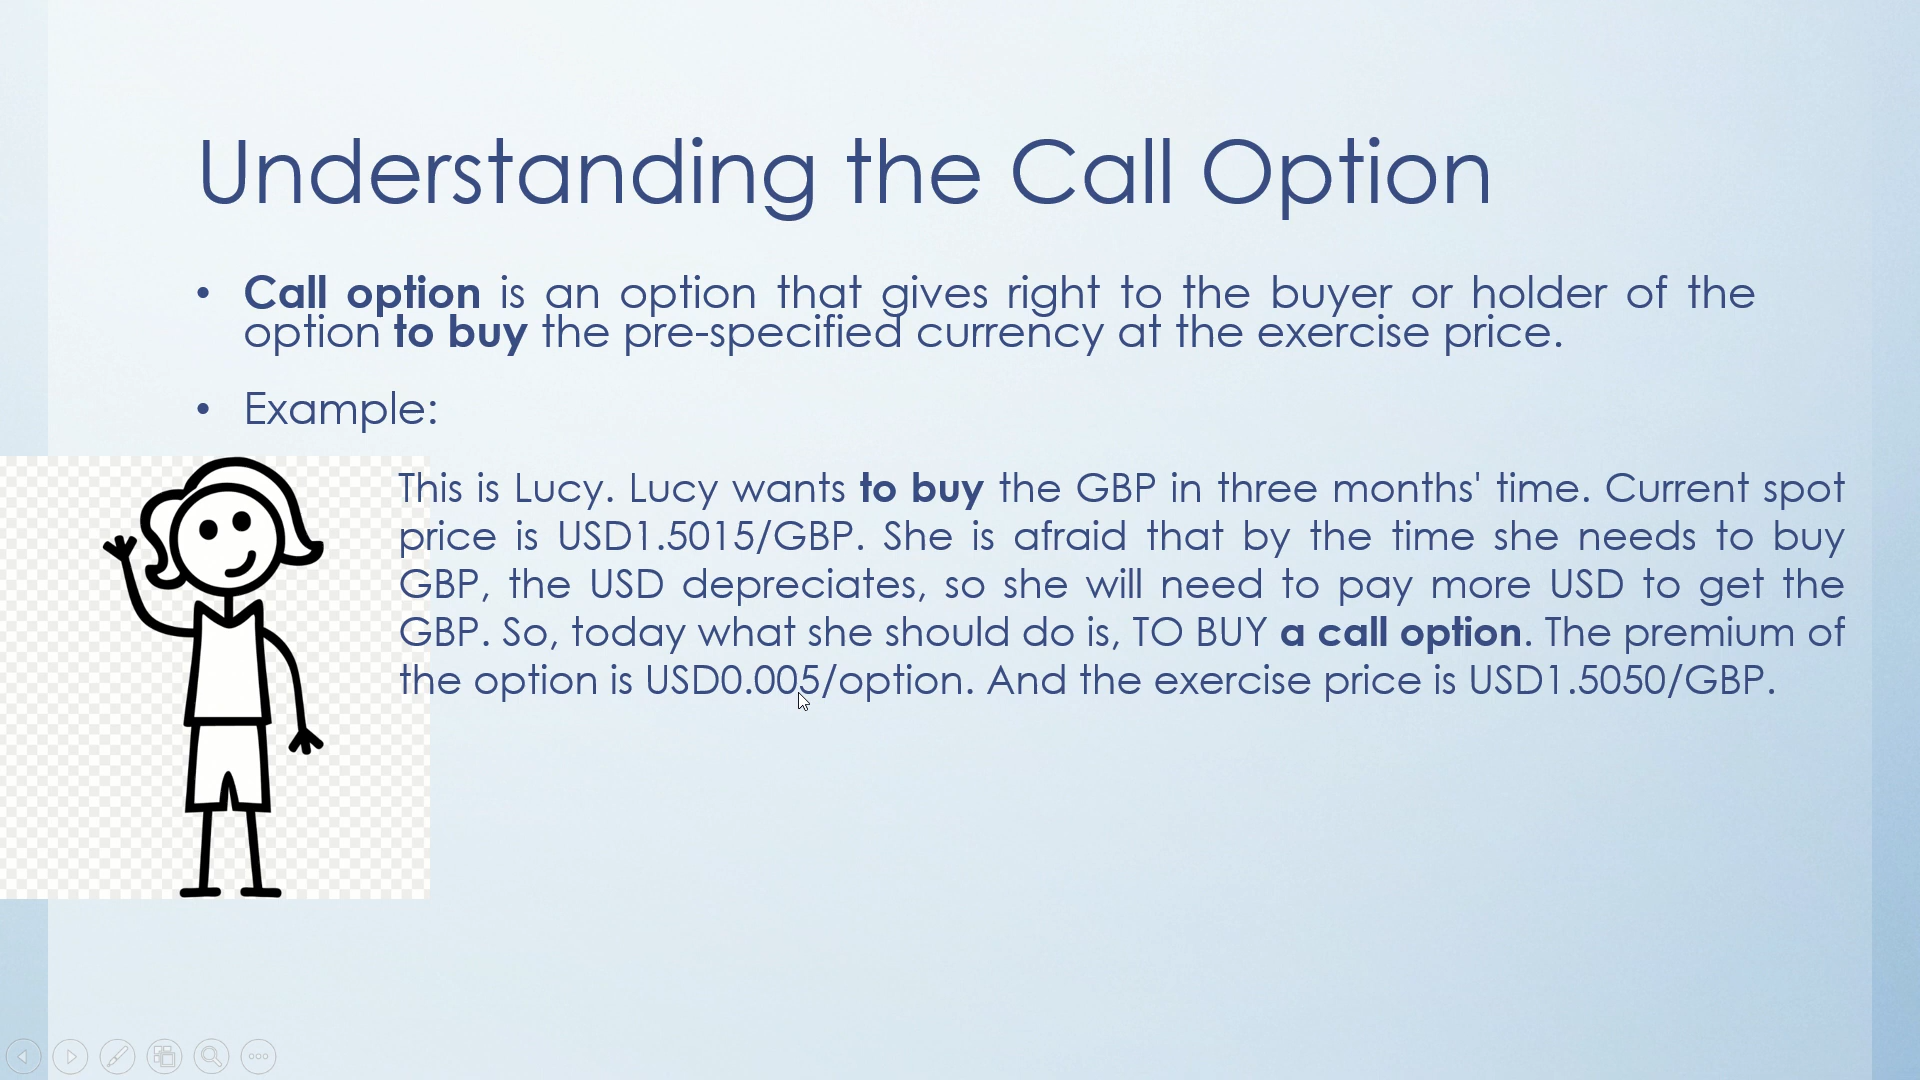 Understanding the Call Option
• Call option is an option that gives right to the buyer or holder of the
option to buy the pre-specified currency at the exercise price.
• Example:
This is Lucy. Lucy wants to buy the GBP in three months' time. Current spot
price is USD1.5015/GBP. She is afraid that by the time she needs to buy
GBP, the USD depreciates, so she will need to pay more USD to get the
GBP. So, today what she should do is, TO BUY a call option. The premium of
the option is USD0.005/option. And the exercise price is USD1.5050/GBP.